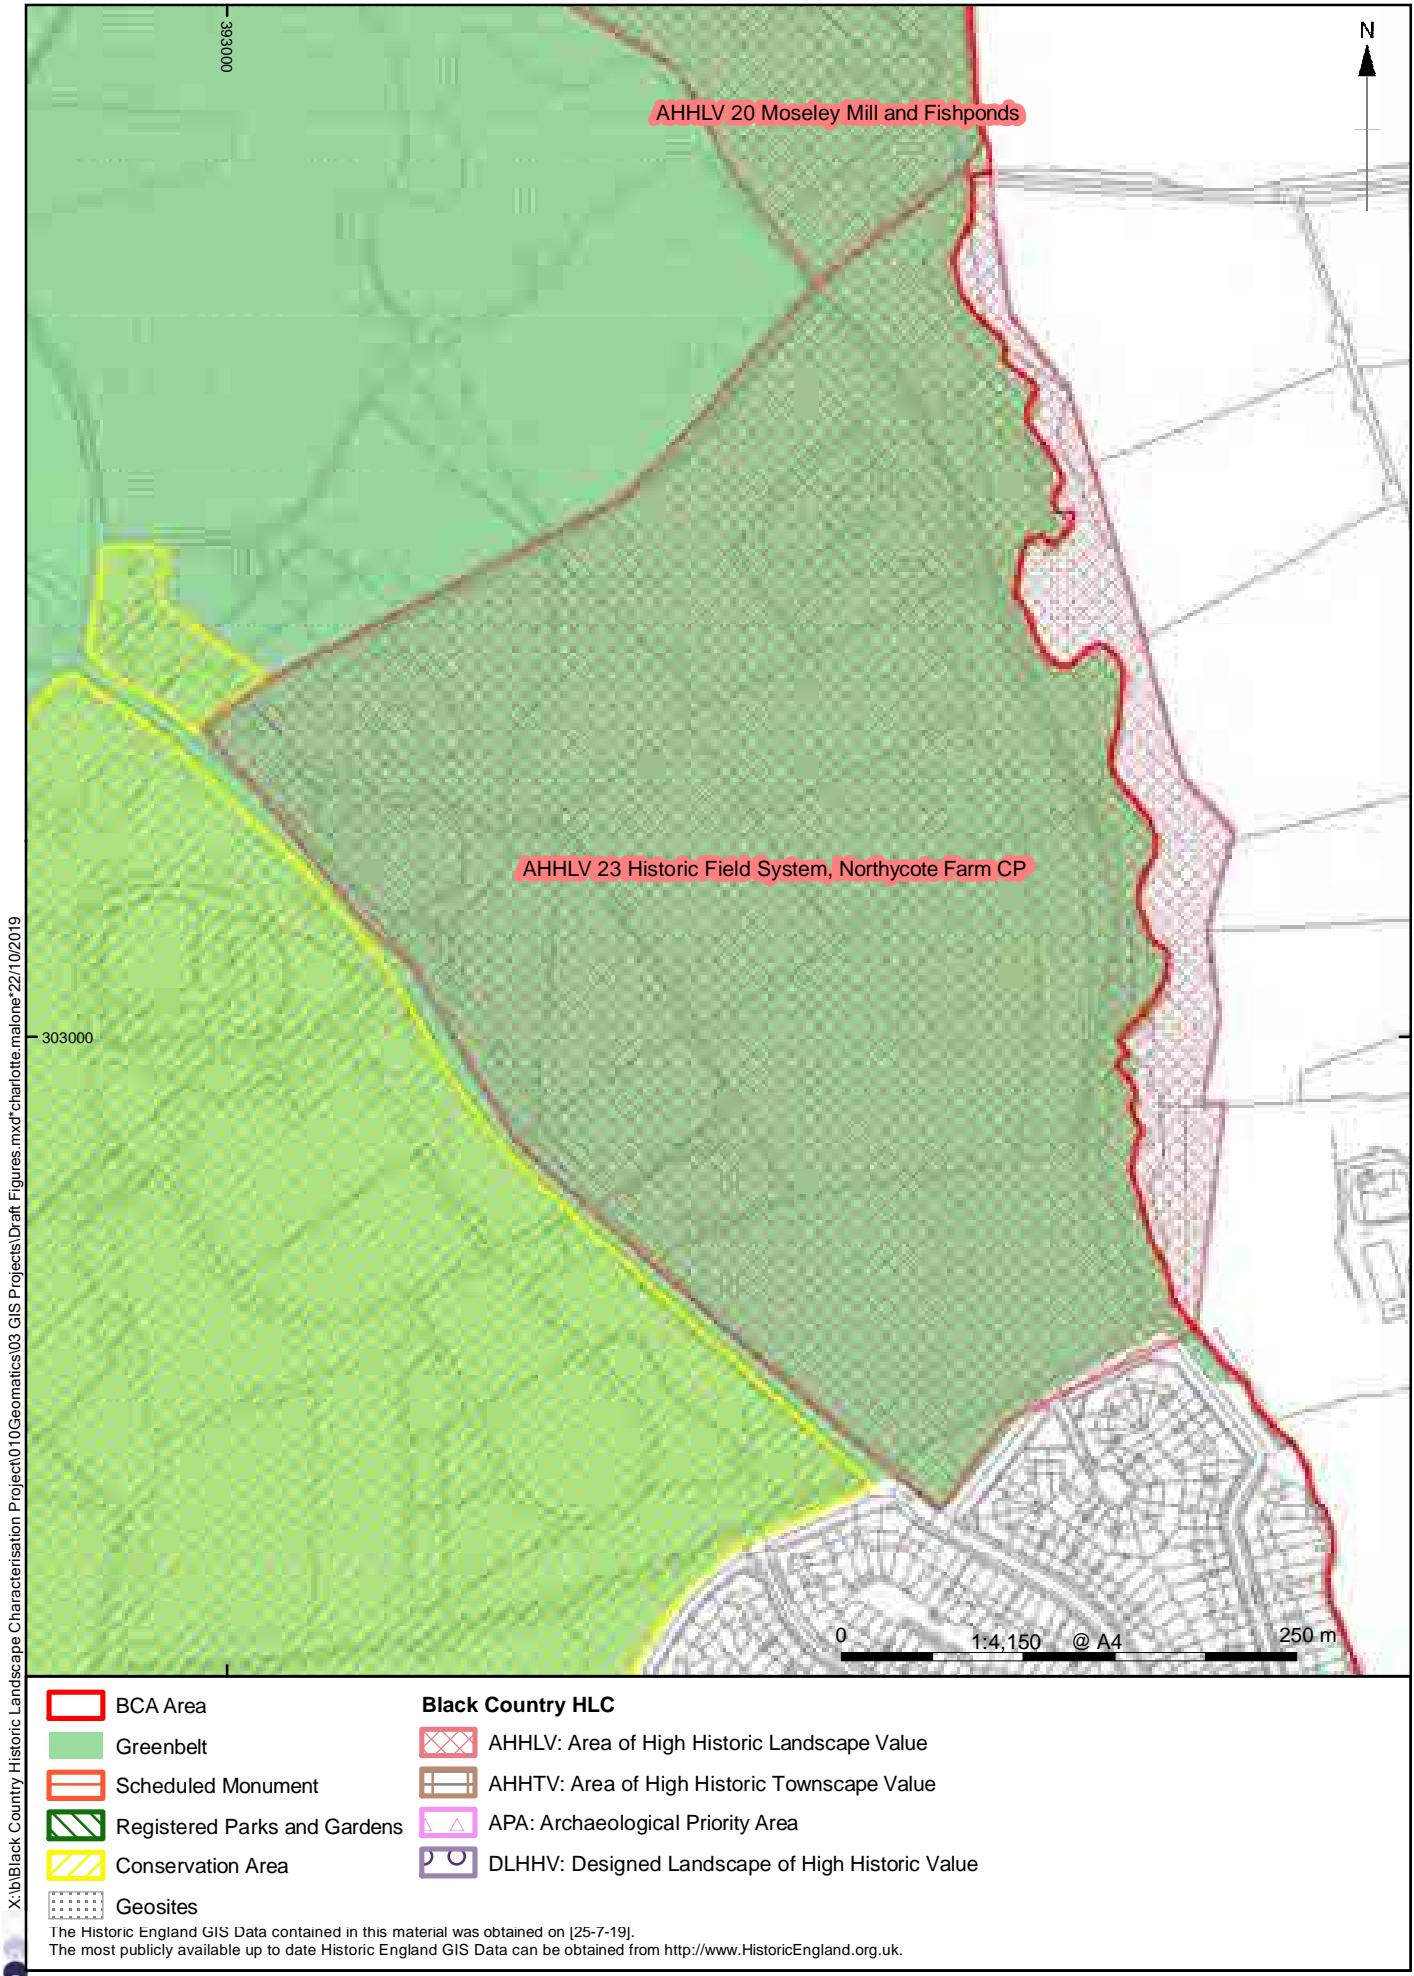 393000
N
AHHLV 20 Moseley Mill and Fishponds
AHHLV 23 Historic Field System, Northycote Farm CP
303000
0 1:4,150 @ A4 250 m
X:\b\Black Country Historic Landscape Characterisation Project\010Geomatics\03 GIS Projects\Draft Figures.mxd*charlotte.malone*22/10/2019
BCA Area
Greenbelt
Scheduled Monument
Registered Parks and Gardens
Conservation Area
Geosites
Black Country HLC
AHHLV: Area of High Historic Landscape Value
AHHTV: Area of High Historic Townscape Value
APA: Archaeological Priority Area
DLHHV: Designed Landscape of High Historic Value
The Historic England GIS Data contained in this material was obtained on [25-7-19].
The most publicly available up to date Historic England GIS Data can be obtained from http://www.HistoricEngland.org.uk.